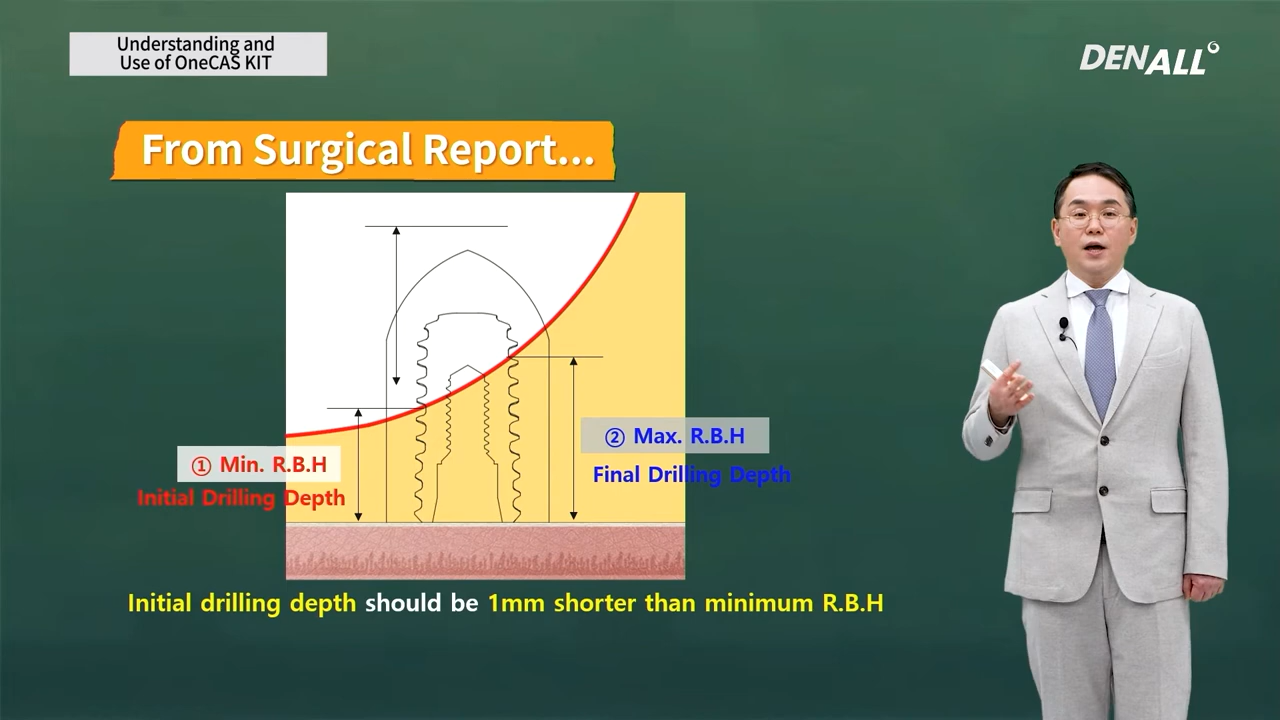 Understanding and
Use of OneCAS KIT
DENALL
From Surgical Report...
① Min. R.B.H
Initial Drilling Depth
② Max. R.B.H
Final Drilling Depth
Initial drilling depth should be 1mm shorter than minimum R.B.H